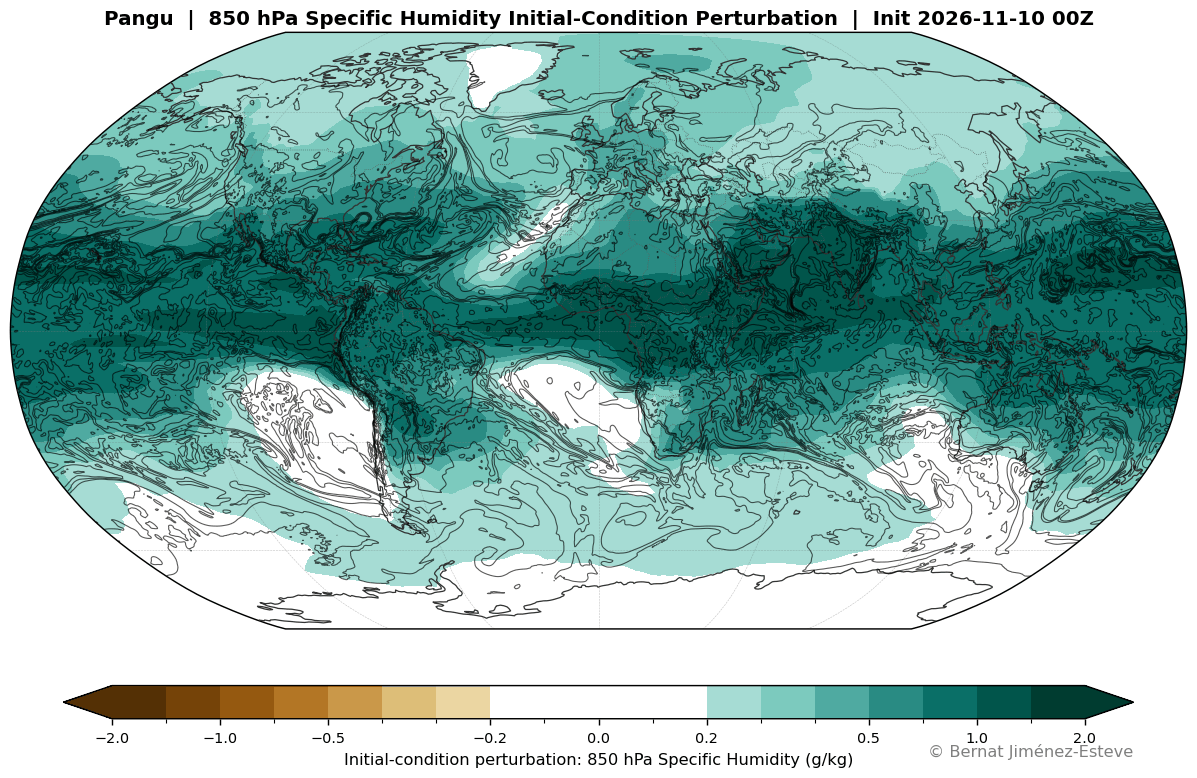 Pangu  |  850 hPa Specific Humidity Initial-Condition Perturbation  |  Init 2026-11-10 00Z
−2.0 −1.0 −0.5 −0.2 0.0 0.2 0.5 1.0 2.0
Initial-condition perturbation: 850 hPa Specific Humidity (g/kg)
© Bernat Jiménez-Esteve